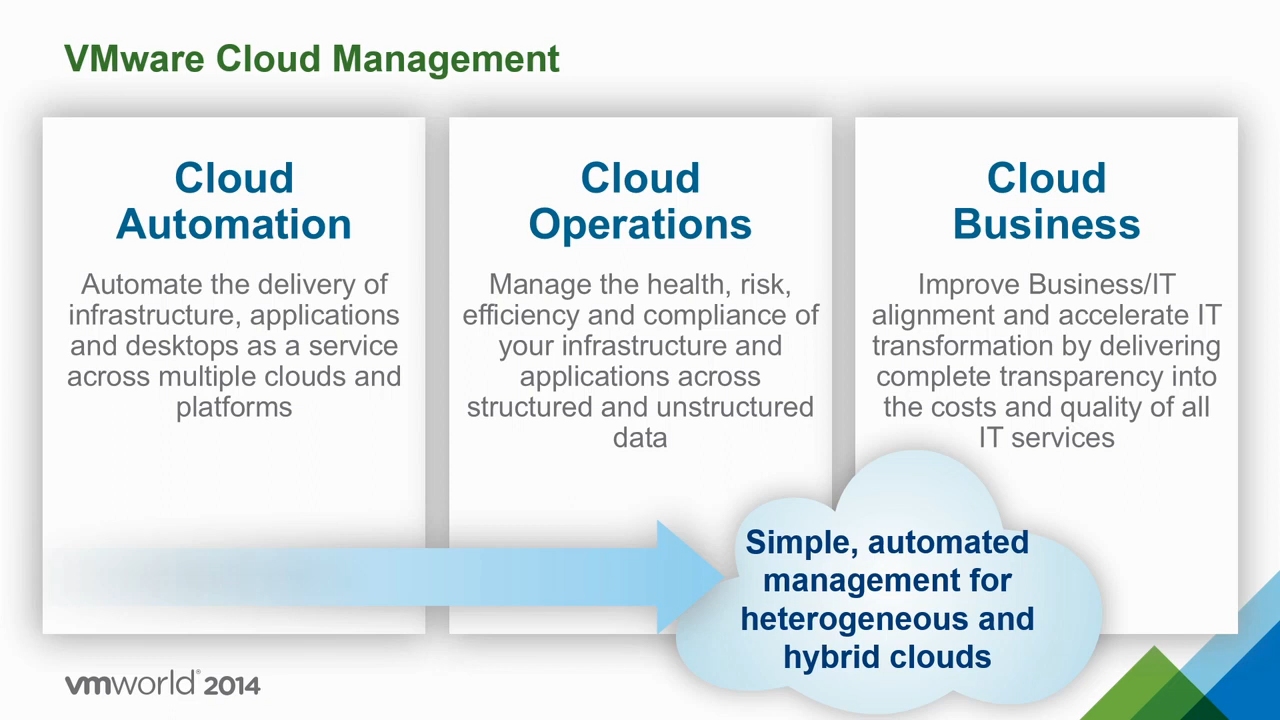 VMware Cloud Management
Cloud
Automation
Automate the delivery of
infrastructure, applications
and desktops as a service
across multiple clouds and
platforms
Cloud
Operations
Manage the health, risk,
efficiency and compliance of
your infrastructure and
applications across
structured and unstructured
data
Cloud
Business
Improve Business/IT
alignment and accelerate IT
transformation by delivering
complete transparency into
the costs and quality of all
IT services
Simple, automated
management for
heterogeneous and
hybrid clouds
vmworld® 2014